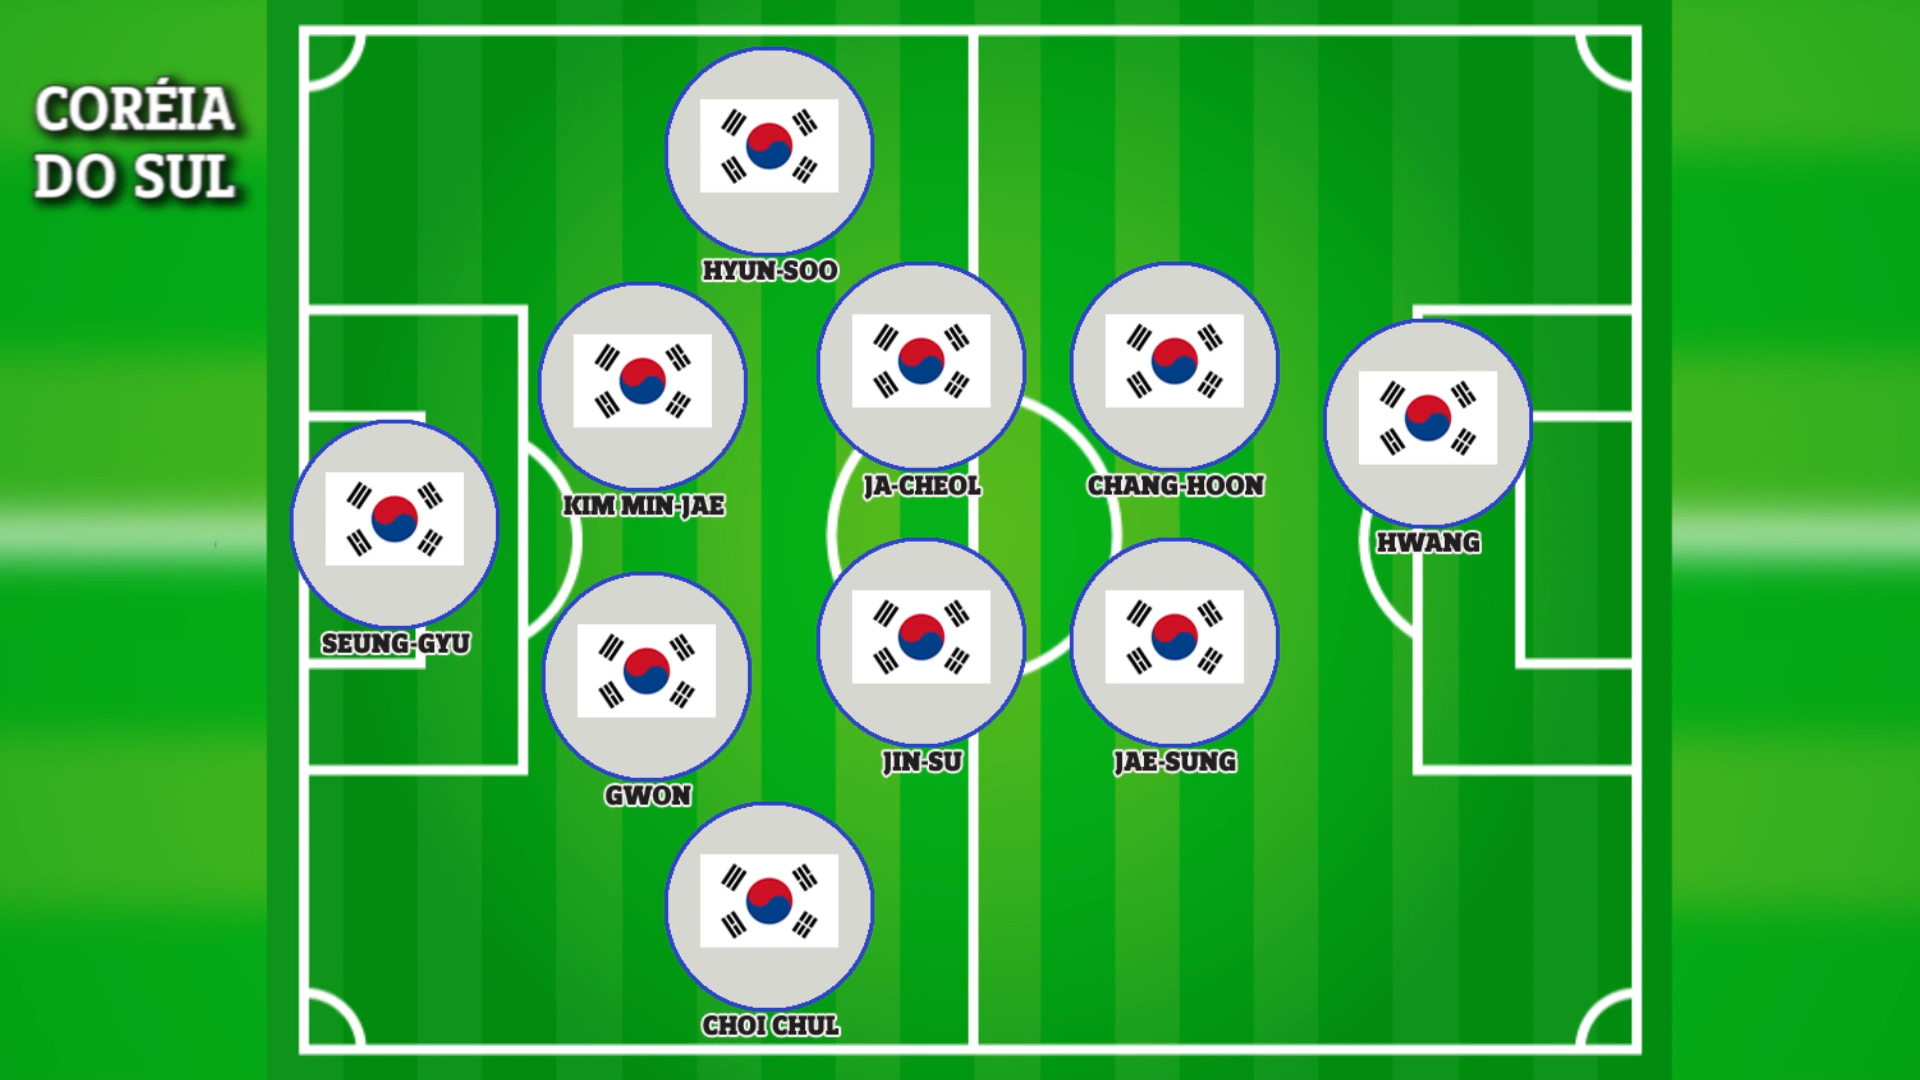 CORÉIA
DO SUL
HYUN-SOO
KIM MIN-JAE
JA-CHEOL
CHANG-HOON
HWANG
SEUNG-GYU
GWON
JIN-SU
JAE-SUNG
CHOI CHUL